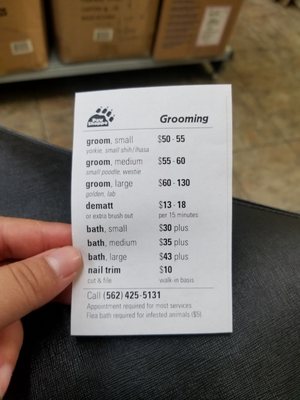 Grooming
groom, small $50 - 55
yorkie, small shih/lhasa
groom, medium $55 - 60
small poodle, westie
groom, large $60 - 130
golden, lab
dematt $13 - 18
or extra brush out per 15 minutes
bath, small $30 plus
bath, medium $35 plus
bath, large $43 plus
nail trim $10
cut & file walk-in basis
Call (562) 425-5131
Appointment required for most services.
Flea bath required for infested animals ($5).